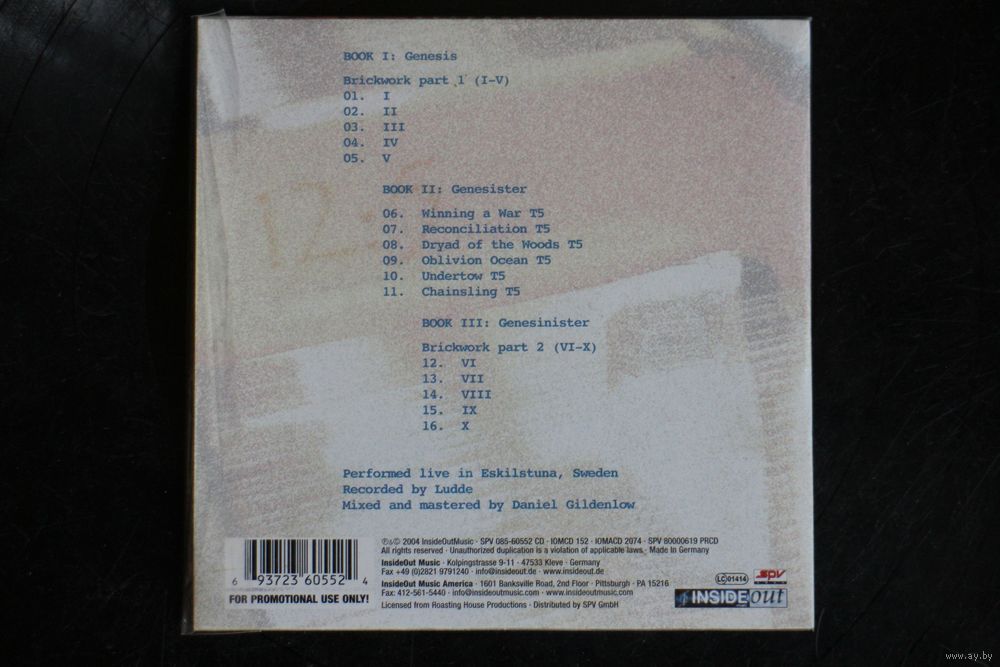 BOOK I: Genesis
Brickwork part 1 (I-V)
01. I
02. II
03. III
04. IV
05. V
BOOK II: Genesister
06. Winning a War T5
07. Reconciliation T5
08. Dryad of the Woods T5
09. Oblivion Ocean T5
10. Undertow T5
11. Chainsling T5
BOOK III: Genesinister
Brickwork part 2 (VI-X)
12. VI
13. VII
14. VIII
15. IX
16. X
Performed live in Eskilstuna, Sweden
Recorded by Ludde
Mixed and mastered by Daniel Gildenlow
℗&© 2004 InsideOutMusic · SPV 085-60552 CD · IOMCD 152 · IOMACD 2074 · SPV 80000619 PRCD
All rights reserved · Unauthorized duplication is a violation of applicable laws · Made In Germany
InsideOut Music · Kolpingstrasse 9-11 · 47533 Kleve · Germany
Fax +49 (0)2821 9791240 · info@insideout.de · www.insideout.de
InsideOut Music America · 1601 Banksville Road, 2nd Floor · Pittsburgh · PA 15216
Fax: 412-561-5440 · info@insideoutmusic.com · www.insideoutmusic.com
Licensed from Roasting House Productions · Distributed by SPV GmbH
6 93723 60552 4
FOR PROMOTIONAL USE ONLY!
LC 01414
SPV
INSIDE out
www.ay.by